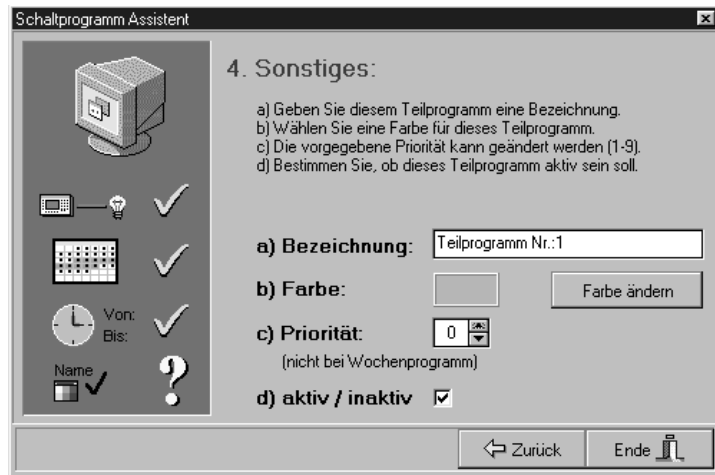 Schaltprogramm Assistent
4. Sonstiges:
a) Geben Sie diesem Teilprogramm eine Bezeichnung.
b) Wählen Sie eine Farbe für dieses Teilprogramm.
c) Die vorgegebene Priorität kann geändert werden (1-9).
d) Bestimmen Sie, ob dieses Teilprogramm aktiv sein soll.
a) Bezeichnung: Teilprogramm Nr.:1
b) Farbe: Farbe ändern
Von:
Bis:
c) Priorität: 0
(nicht bei Wochenprogramm)
Name
d) aktiv / inaktiv
Zurück Ende